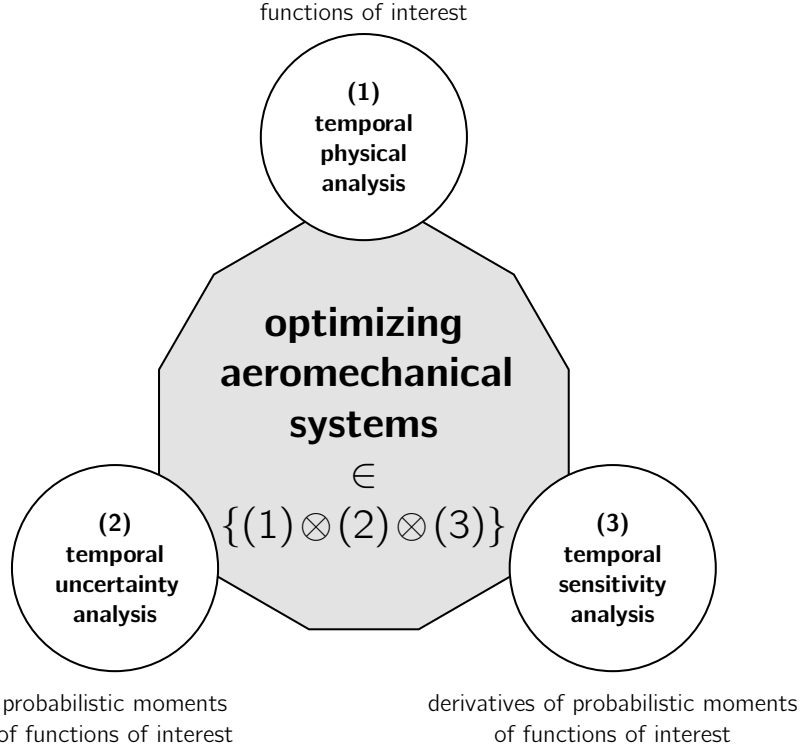 functions of interest
(1)
temporal
physical
analysis
optimizing
aeromechanical
systems
∈
{(1)⊗(2)⊗(3)}
(2)
temporal
uncertainty
analysis
(3)
temporal
sensitivity
analysis
probabilistic moments
of functions of interest
derivatives of probabilistic moments
of functions of interest